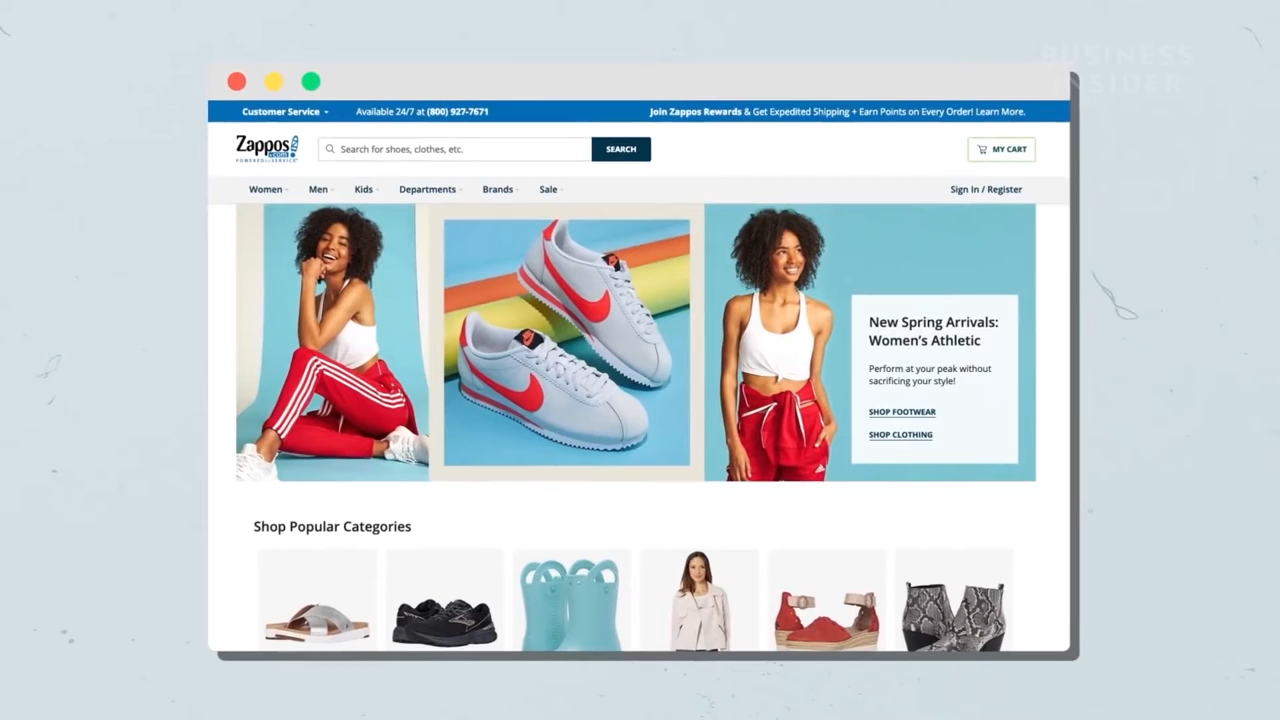 BUSINESS
INSIDER
Customer Service
Available 24/7 at (800) 927-7671
Join Zappos Rewards & Get Expedited Shipping + Earn Points on Every Order! Learn More.
Zappos
.com
POWERED by SERVICE
Search for shoes, clothes, etc.
SEARCH
MY CART
Women
Men
Kids
Departments
Brands
Sale
Sign In / Register
New Spring Arrivals:
Women's Athletic
Perform at your peak without
sacrificing your style!
SHOP FOOTWEAR
SHOP CLOTHING
Shop Popular Categories